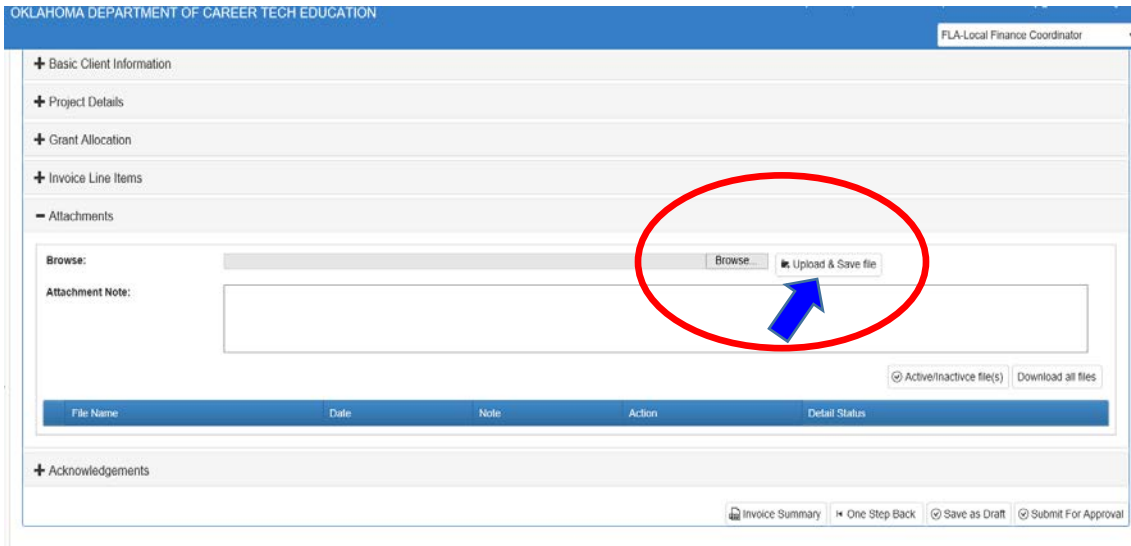 OKLAHOMA DEPARTMENT OF CAREER TECH EDUCATION
FLA-Local Finance Coordinator
Basic Client Information
Project Details
Grant Allocation
Invoice Line Items
Attachments
Browse: Browse... Upload & Save file
Attachment Note:
Active/Inactivce file(s) Download all files
File Name Date Note Action Detail Status
Acknowledgements
Invoice Summary One Step Back Save as Draft Submit For Approval